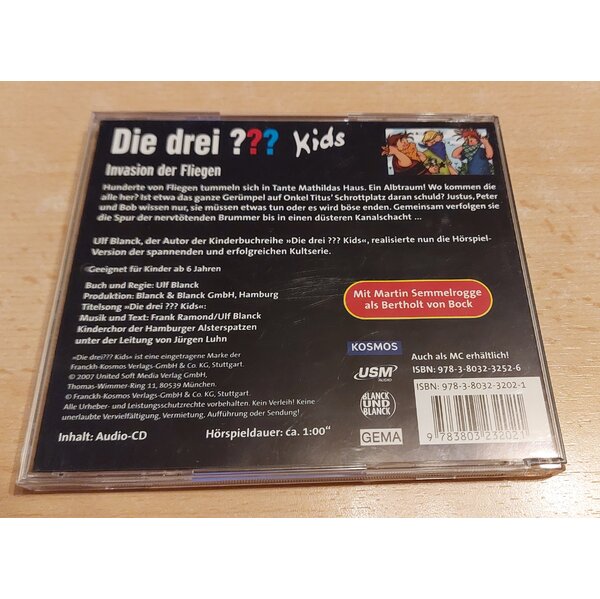 Die drei ??? Kids
Invasion der Fliegen
Hunderte von Fliegen tummeln sich in Tante Mathildas Haus. Ein Albtraum! Wo kommen die
alle her? Ist etwa das ganze Gerümpel auf Onkel Titus' Schrottplatz daran schuld? Justus, Peter
und Bob wissen nur, sie müssen etwas tun oder es wird böse enden. Gemeinsam verfolgen sie
die Spur der nervtötenden Brummer bis in einen düsteren Kanalschacht ...
Ulf Blanck, der Autor der Kinderbuchreihe »Die drei ??? Kids«, realisierte nun die Hörspiel-
Version der spannenden und erfolgreichen Kultserie.
Geeignet für Kinder ab 6 Jahren
Buch und Regie: Ulf Blanck
Produktion: Blanck & Blanck GmbH, Hamburg
Titelsong »Die drei ??? Kids«:
Musik und Text: Frank Ramond/Ulf Blanck
Kinderchor der Hamburger Alsterspatzen
unter der Leitung von Jürgen Luhn
Mit Martin Semmelrogge
als Bertholt von Bock
»Die drei??? Kids« ist eine eingetragene Marke der
Franckh-Kosmos Verlags-GmbH & Co. KG, Stuttgart.
© 2007 United Soft Media Verlag GmbH,
Thomas-Wimmer-Ring 11, 80539 München.
© Franckh-Kosmos Verlags-GmbH & Co. KG, Stuttgart.
Alle Urheber- und Leistungsschutzrechte vorbehalten. Kein Verleih! Keine
unerlaubte Vervielfältigung, Vermietung, Aufführung oder Sendung!
Inhalt: Audio-CD
Hörspieldauer: ca. 1:00"
KOSMOS
USM
AUDIO
BLANCK
UND
BLANCK
GEMA
Auch als MC erhältlich!
ISBN: 978-3-8032-3252-6
ISBN: 978-3-8032-3202-1
9 783803 232021